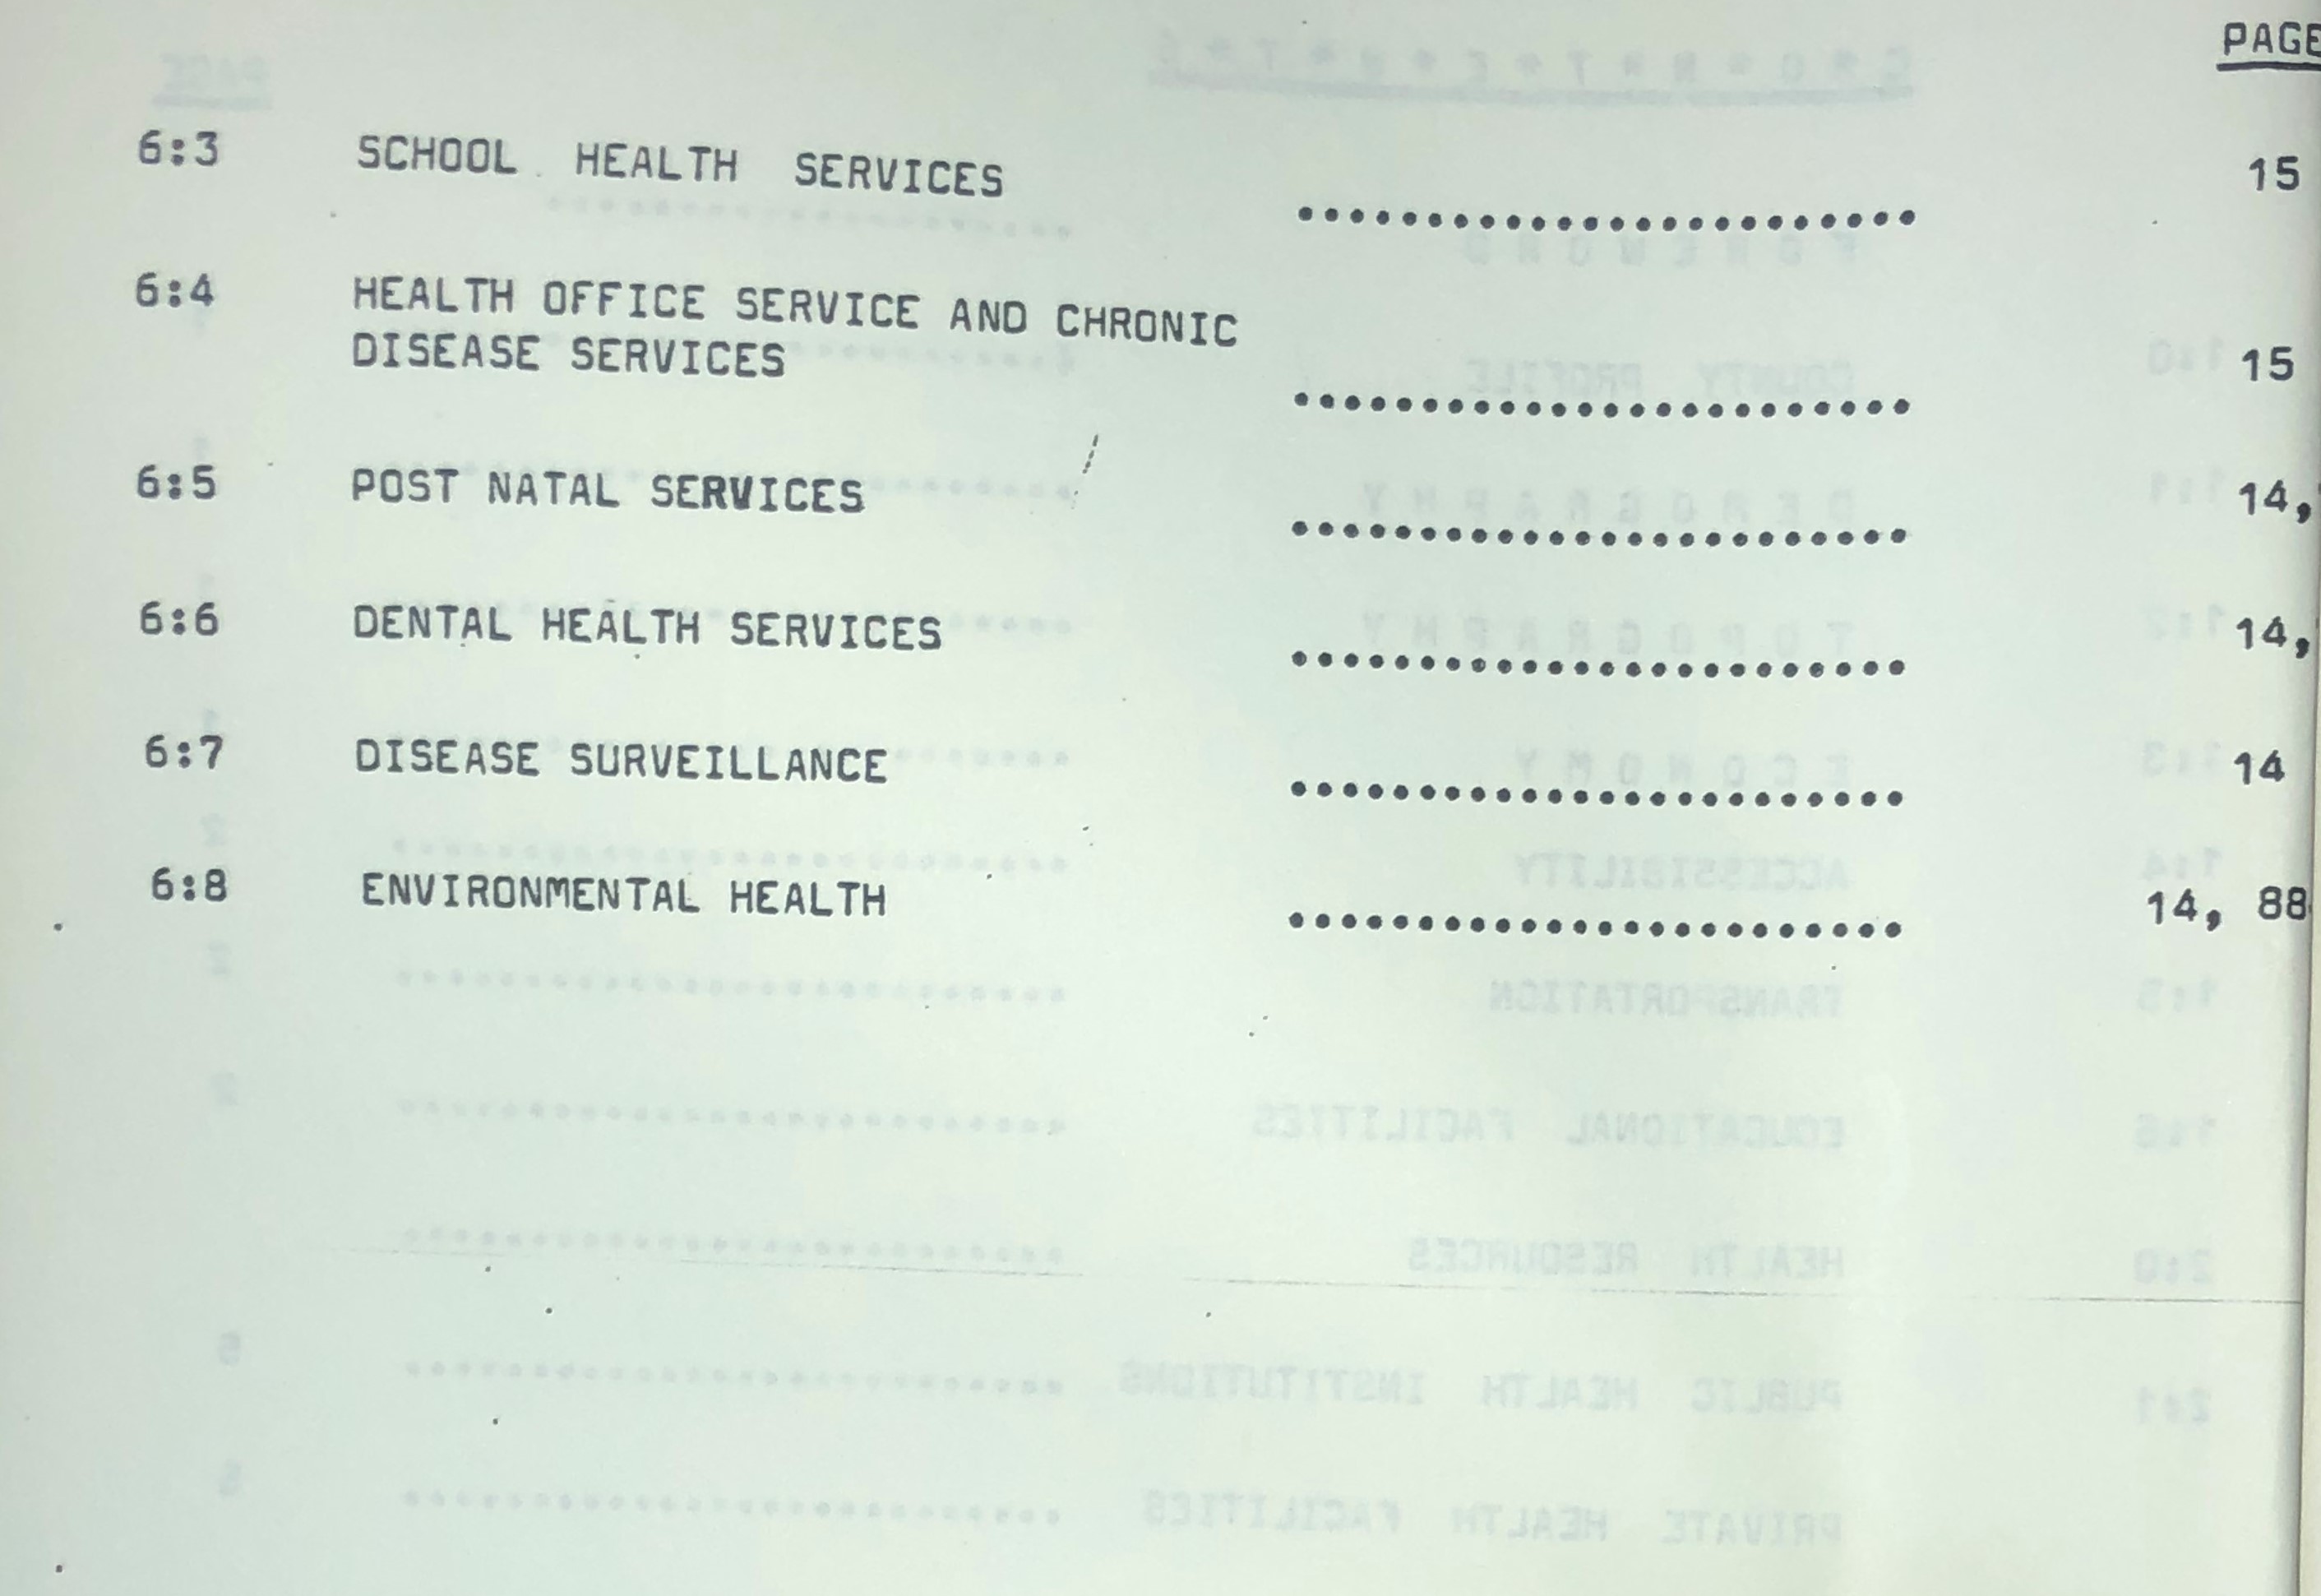 PAGE
6:3 SCHOOL HEALTH SERVICES ........................ 15
6:4 HEALTH OFFICE SERVICE AND CHRONIC
DISEASE SERVICES ........................ 15
6:5 POST NATAL SERVICES ........................ 14,
6:6 DENTAL HEALTH SERVICES ........................ 14,
6:7 DISEASE SURVEILLANCE ........................ 14
6:8 ENVIRONMENTAL HEALTH ........................ 14, 88